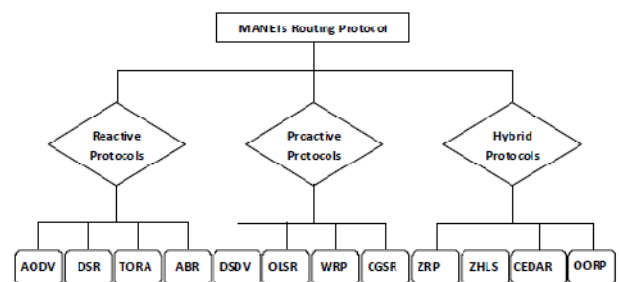 MANETs Routing Protocol
Reactive
Protocols
Proactive
Protocols
Hybrid
Protocols
AODV
DSR
TORA
ABR
DSDV
OLSR
WRP
CGSR
ZRP
ZHLS
CEDAR
OORP